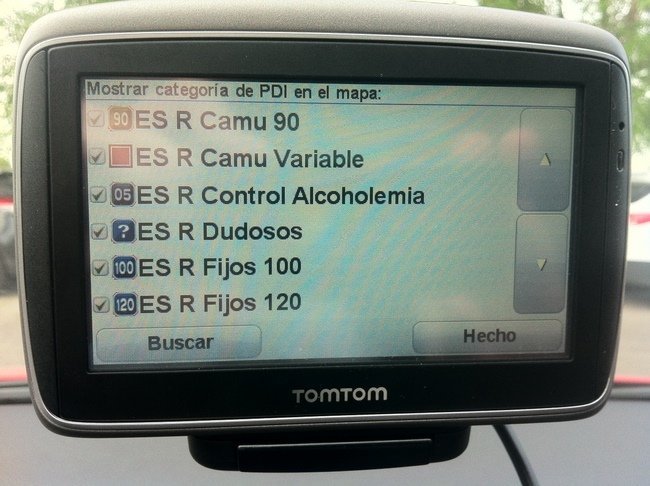 Mostrar categoría de PDI en el mapa:
90 ES R Camu 90
ES R Camu Variable
05 ES R Control Alcoholemia
? ES R Dudosos
100 ES R Fijos 100
120 ES R Fijos 120
Buscar Hecho
TOMTOM